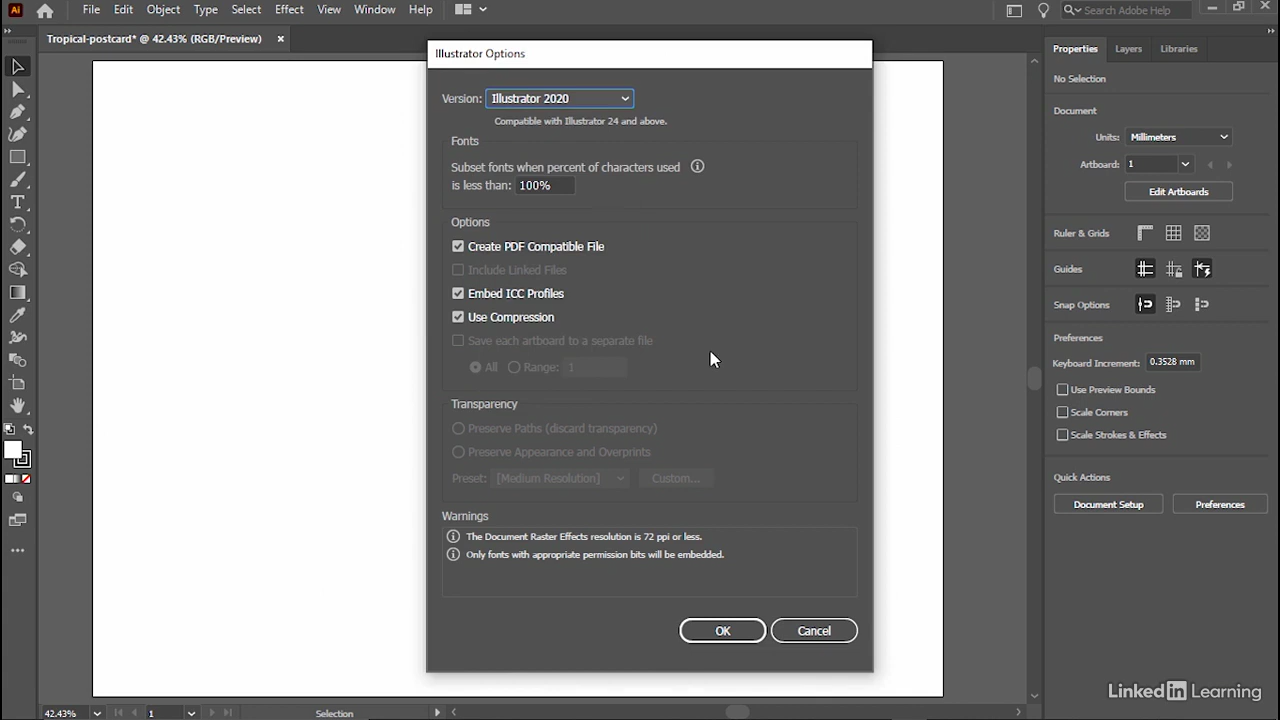 Ai File Edit Object Type Select Effect View Window Help Search Adobe Help
Tropical-postcard* @ 42.43% (RGB/Preview)
Illustrator Options
Version: Illustrator 2020
Compatible with Illustrator 24 and above.
Fonts
Subset fonts when percent of characters used
is less than: 100%
Options
Create PDF Compatible File
Include Linked Files
Embed ICC Profiles
Use Compression
Save each artboard to a separate file
All Range: 1
Transparency
Preserve Paths (discard transparency)
Preserve Appearance and Overprints
Preset: [Medium Resolution] Custom...
Warnings
The Document Raster Effects resolution is 72 ppi or less.
Only fonts with appropriate permission bits will be embedded.
OK Cancel
Properties Layers Libraries
No Selection
Document
Units: Millimeters
Artboard: 1
Edit Artboards
Ruler & Grids
Guides
Snap Options
Preferences
Keyboard Increment: 0.3528 mm
Use Preview Bounds
Scale Corners
Scale Strokes & Effects
Quick Actions
Document Setup Preferences
LinkedIn Learning
42.43% 1 Selection